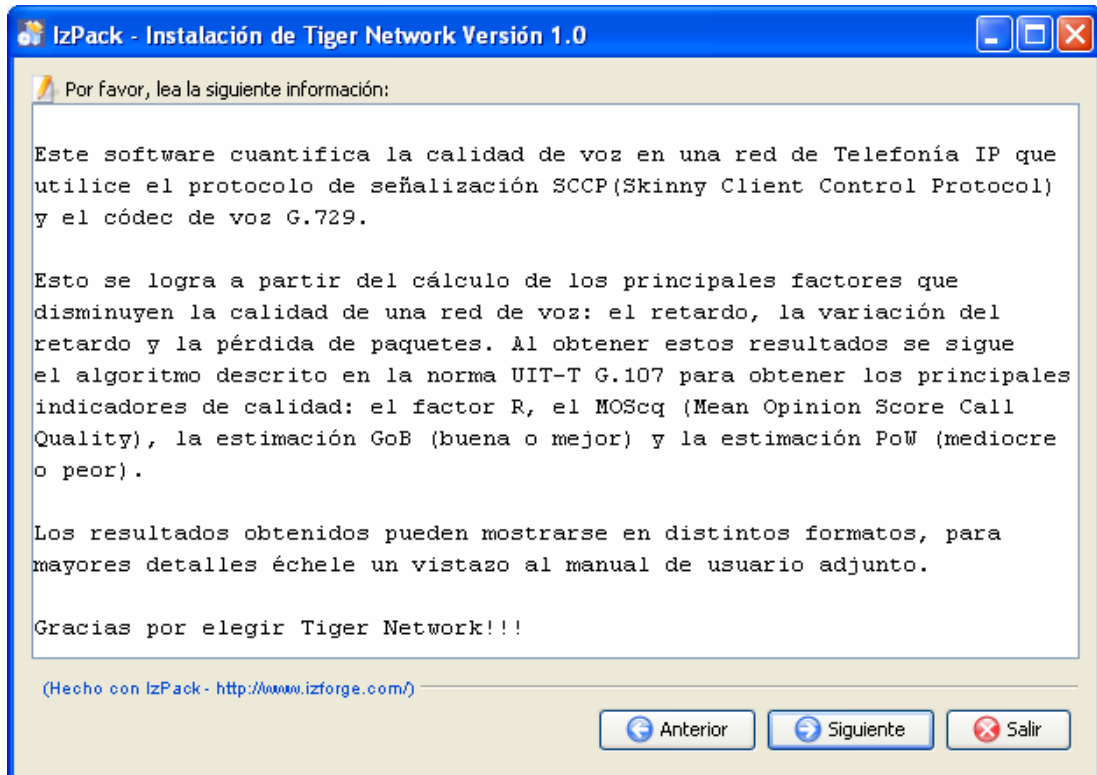 IzPack - Instalación de Tiger Network Versión 1.0
Por favor, lea la siguiente información:
Este software cuantifica la calidad de voz en una red de Telefonía IP que
utilice el protocolo de señalización SCCP(Skinny Client Control Protocol)
y el códec de voz G.729.
Esto se logra a partir del cálculo de los principales factores que
disminuyen la calidad de una red de voz: el retardo, la variación del
retardo y la pérdida de paquetes. Al obtener estos resultados se sigue
el algoritmo descrito en la norma UIT-T G.107 para obtener los principales
indicadores de calidad: el factor R, el MOScq (Mean Opinion Score Call
Quality), la estimación GoB (buena o mejor) y la estimación PoW (mediocre
o peor).
Los resultados obtenidos pueden mostrarse en distintos formatos, para
mayores detalles échele un vistazo al manual de usuario adjunto.
Gracias por elegir Tiger Network!!!
(Hecho con IzPack - http://www.izforge.com/)
Anterior
Siguiente
Salir